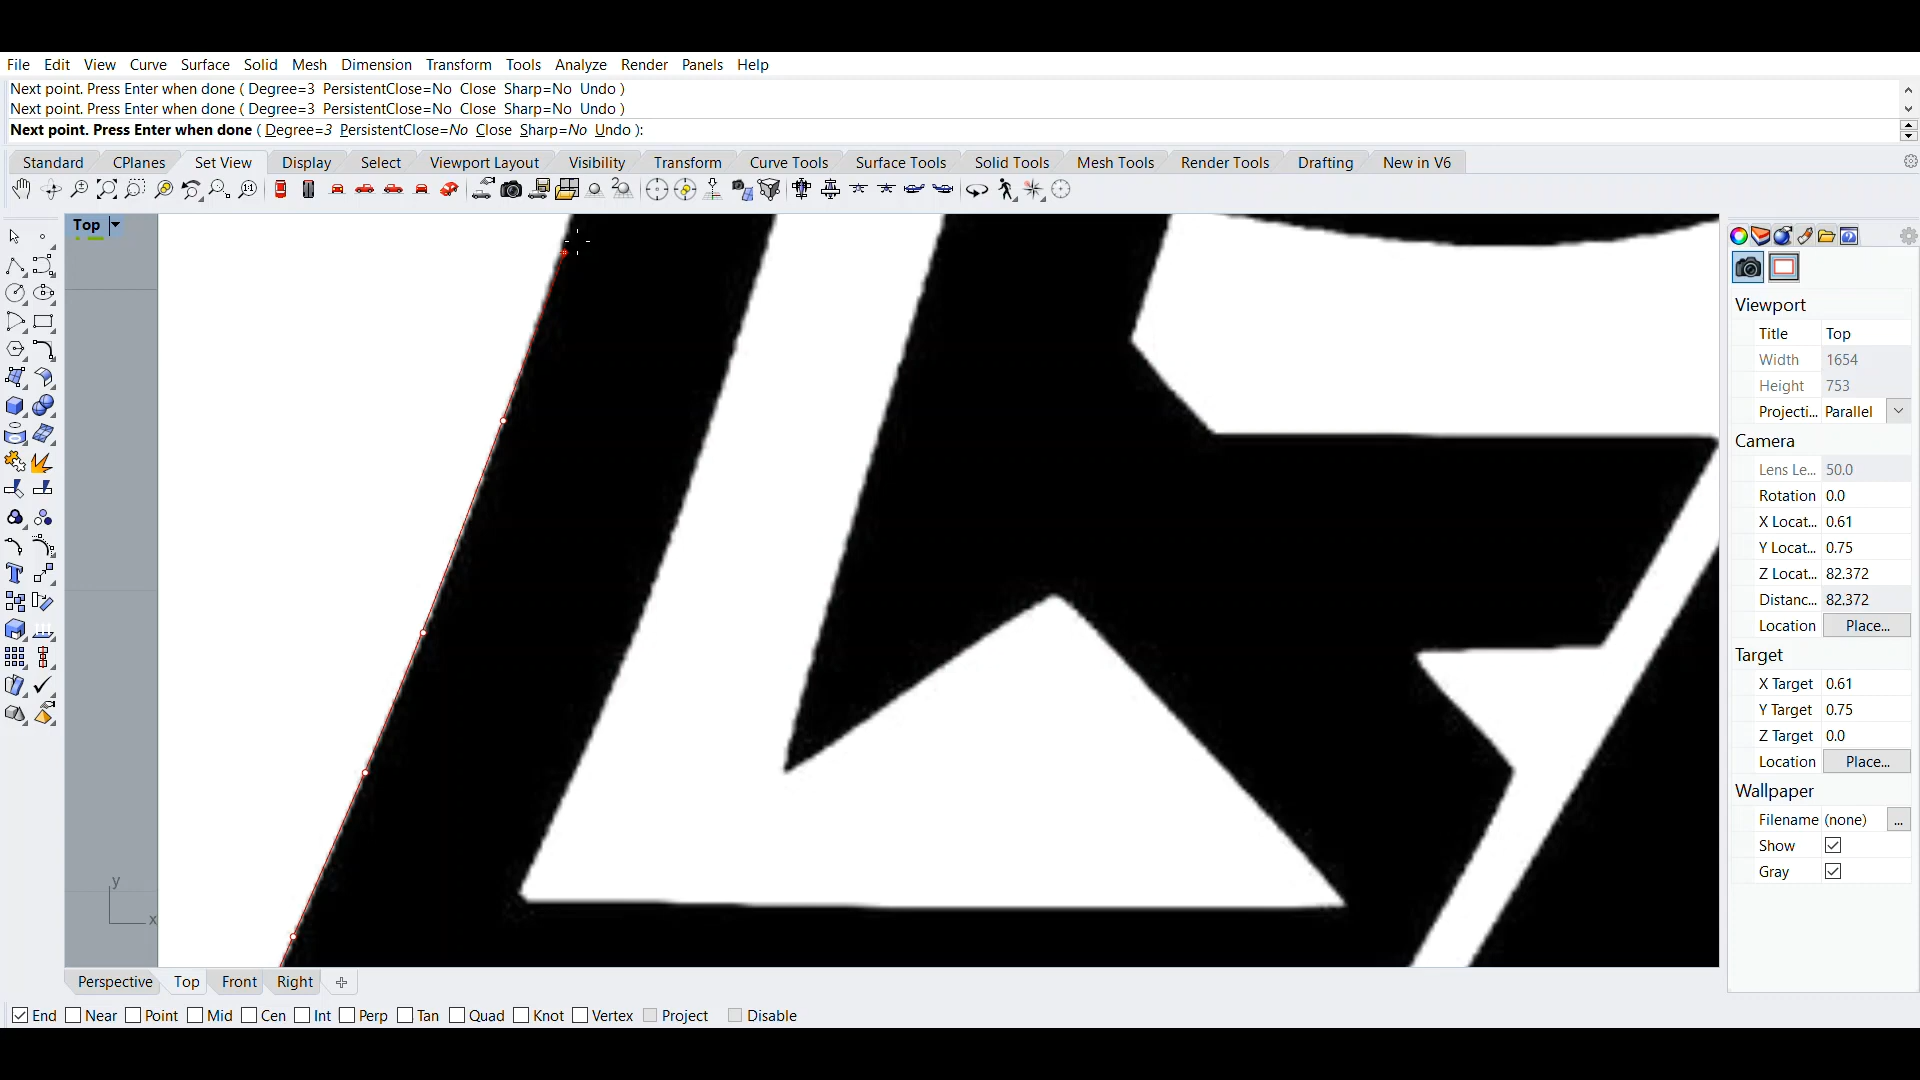 File Edit View Curve Surface Solid Mesh Dimension Transform Tools Analyze Render Panels Help
Next point. Press Enter when done ( Degree=3 PersistentClose=No Close Sharp=No Undo )
Next point. Press Enter when done ( Degree=3 PersistentClose=No Close Sharp=No Undo )
Next point. Press Enter when done ( Degree=3 PersistentClose=No Close Sharp=No Undo ):
Standard CPlanes Set View Display Select Viewport Layout Visibility Transform Curve Tools Surface Tools Solid Tools Mesh Tools Render Tools Drafting New in V6
Top
Viewport
Title Top
Width 1654
Height 753
Projecti... Parallel
Camera
Lens Le... 50.0
Rotation 0.0
X Locat... 0.61
Y Locat... 0.75
Z Locat... 82.372
Distanc... 82.372
Location Place...
Target
X Target 0.61
Y Target 0.75
Z Target 0.0
Location Place...
Wallpaper
Filename (none) ...
Show
Gray
y
x
Perspective Top Front Right
End Near Point Mid Cen Int Perp Tan Quad Knot Vertex Project Disable